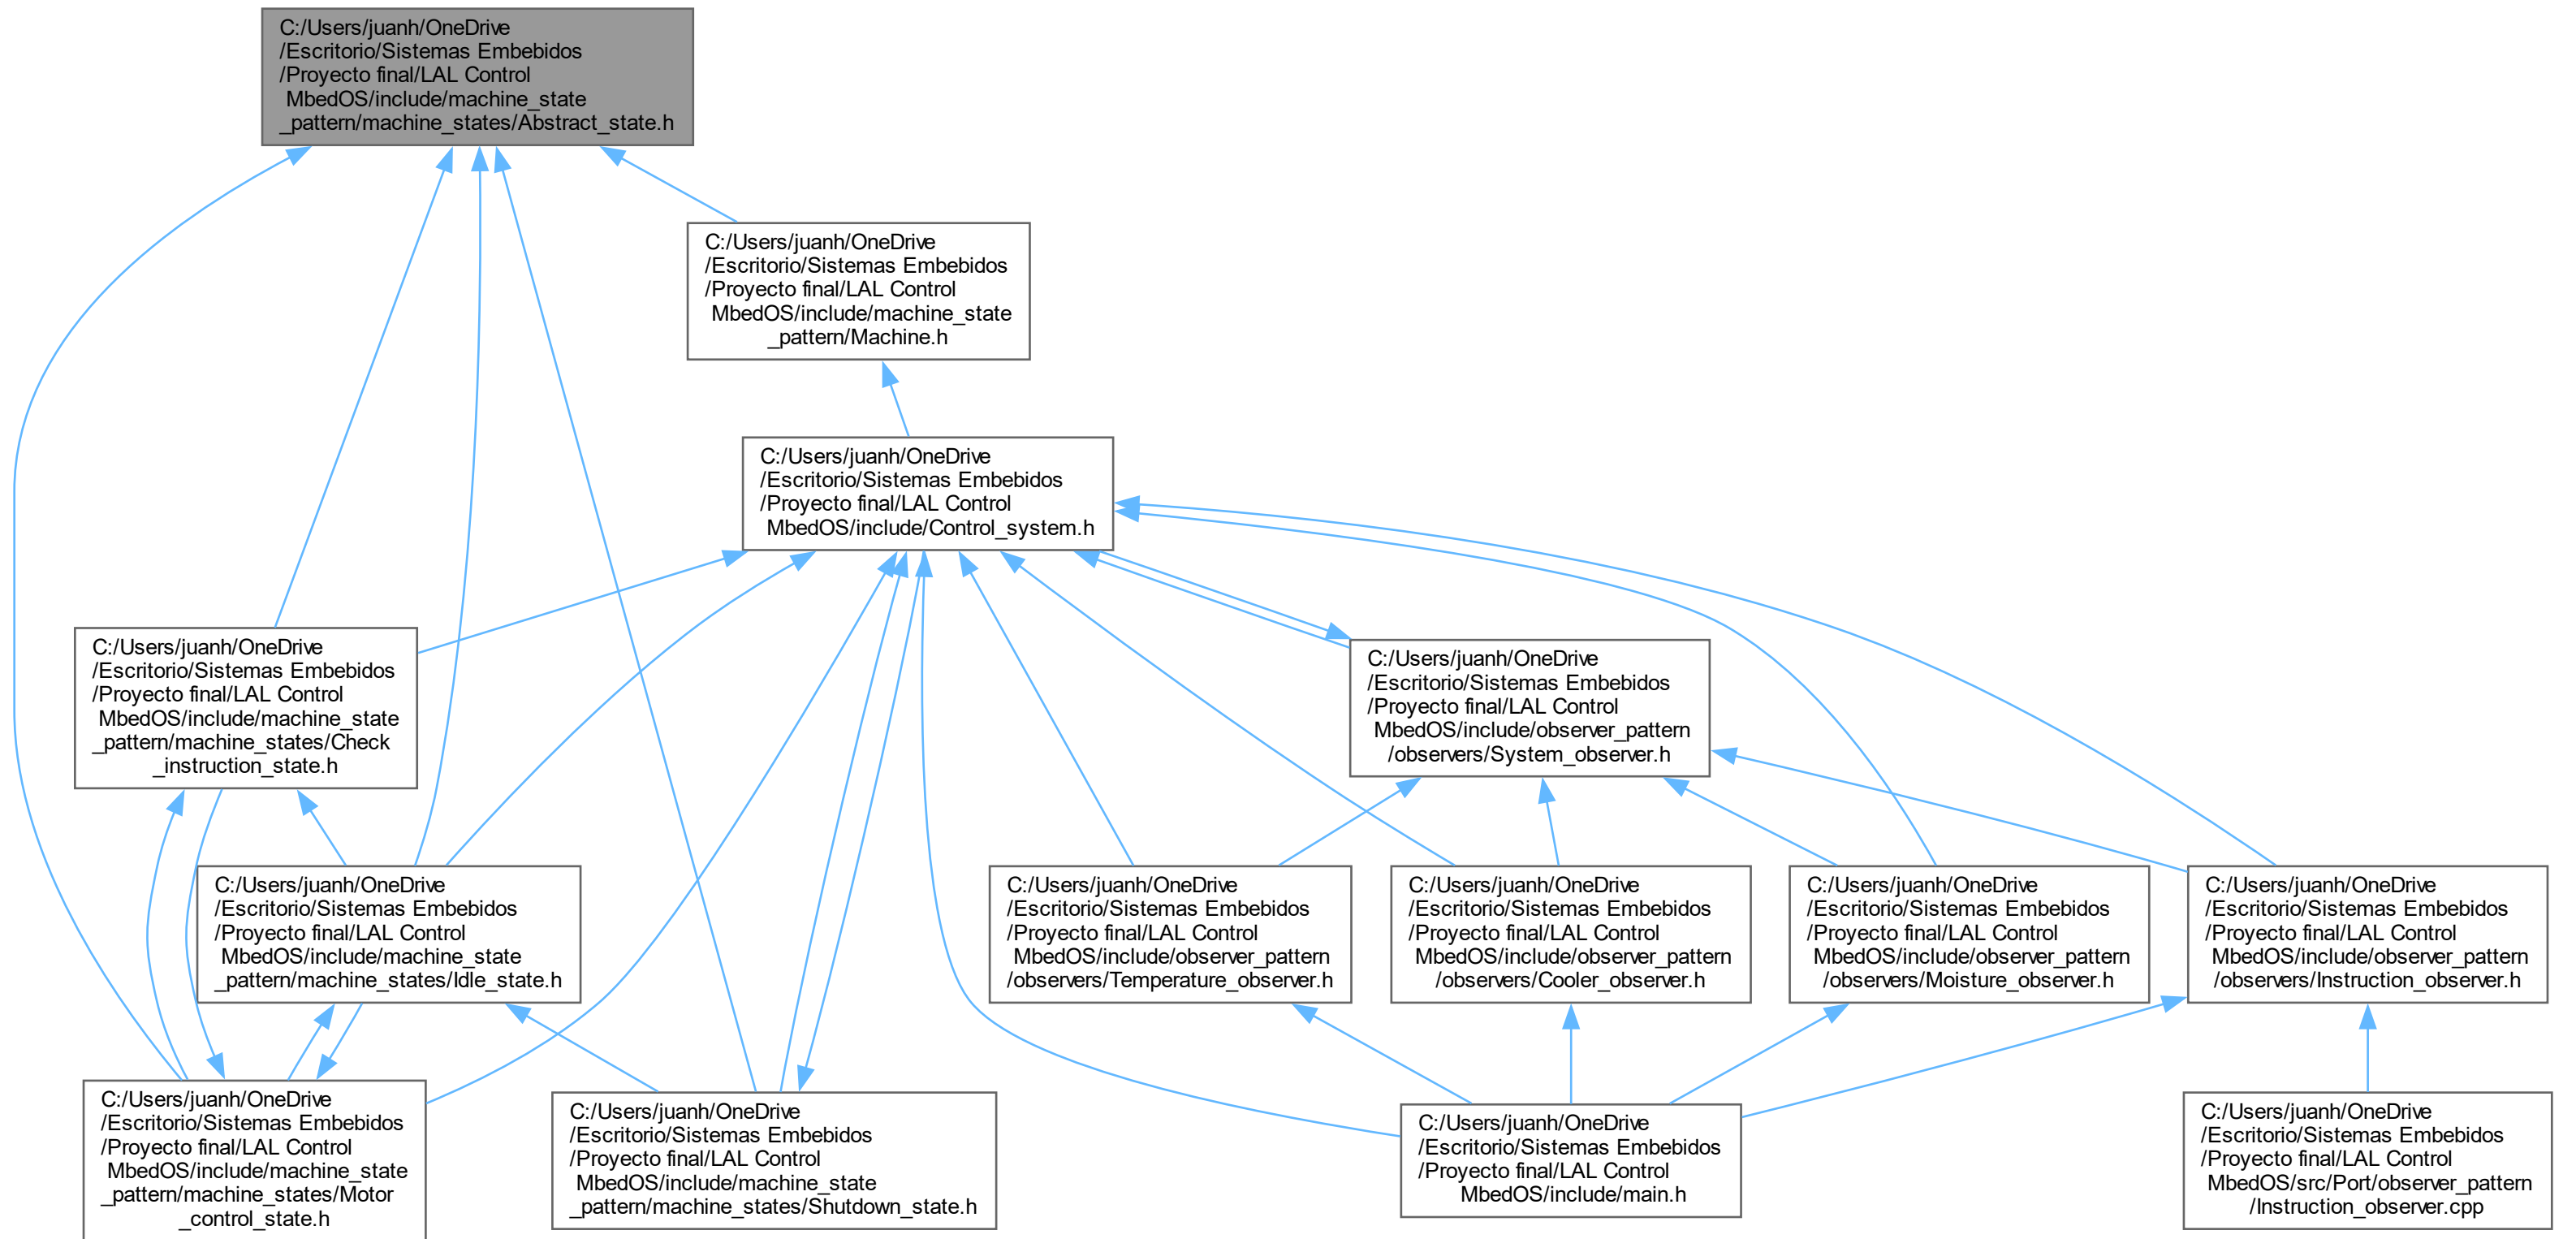 C:/Users/juanh/OneDrive
/Escritorio/Sistemas Embebidos
/Proyecto final/LAL Control
MbedOS/include/machine_state
_pattern/machine_states/Abstract_state.h
C:/Users/juanh/OneDrive
/Escritorio/Sistemas Embebidos
/Proyecto final/LAL Control
MbedOS/include/machine_state
_pattern/Machine.h
C:/Users/juanh/OneDrive
/Escritorio/Sistemas Embebidos
/Proyecto final/LAL Control
MbedOS/include/Control_system.h
C:/Users/juanh/OneDrive
/Escritorio/Sistemas Embebidos
/Proyecto final/LAL Control
MbedOS/include/machine_state
_pattern/machine_states/Check
_instruction_state.h
C:/Users/juanh/OneDrive
/Escritorio/Sistemas Embebidos
/Proyecto final/LAL Control
MbedOS/include/observer_pattern
/observers/System_observer.h
C:/Users/juanh/OneDrive
/Escritorio/Sistemas Embebidos
/Proyecto final/LAL Control
MbedOS/include/machine_state
_pattern/machine_states/Idle_state.h
C:/Users/juanh/OneDrive
/Escritorio/Sistemas Embebidos
/Proyecto final/LAL Control
MbedOS/include/observer_pattern
/observers/Temperature_observer.h
C:/Users/juanh/OneDrive
/Escritorio/Sistemas Embebidos
/Proyecto final/LAL Control
MbedOS/include/observer_pattern
/observers/Cooler_observer.h
C:/Users/juanh/OneDrive
/Escritorio/Sistemas Embebidos
/Proyecto final/LAL Control
MbedOS/include/observer_pattern
/observers/Moisture_observer.h
C:/Users/juanh/OneDrive
/Escritorio/Sistemas Embebidos
/Proyecto final/LAL Control
MbedOS/include/observer_pattern
/observers/Instruction_observer.h
C:/Users/juanh/OneDrive
/Escritorio/Sistemas Embebidos
/Proyecto final/LAL Control
MbedOS/include/machine_state
_pattern/machine_states/Motor
_control_state.h
C:/Users/juanh/OneDrive
/Escritorio/Sistemas Embebidos
/Proyecto final/LAL Control
MbedOS/include/machine_state
_pattern/machine_states/Shutdown_state.h
C:/Users/juanh/OneDrive
/Escritorio/Sistemas Embebidos
/Proyecto final/LAL Control
MbedOS/include/main.h
C:/Users/juanh/OneDrive
/Escritorio/Sistemas Embebidos
/Proyecto final/LAL Control
MbedOS/src/Port/observer_pattern
/Instruction_observer.cpp